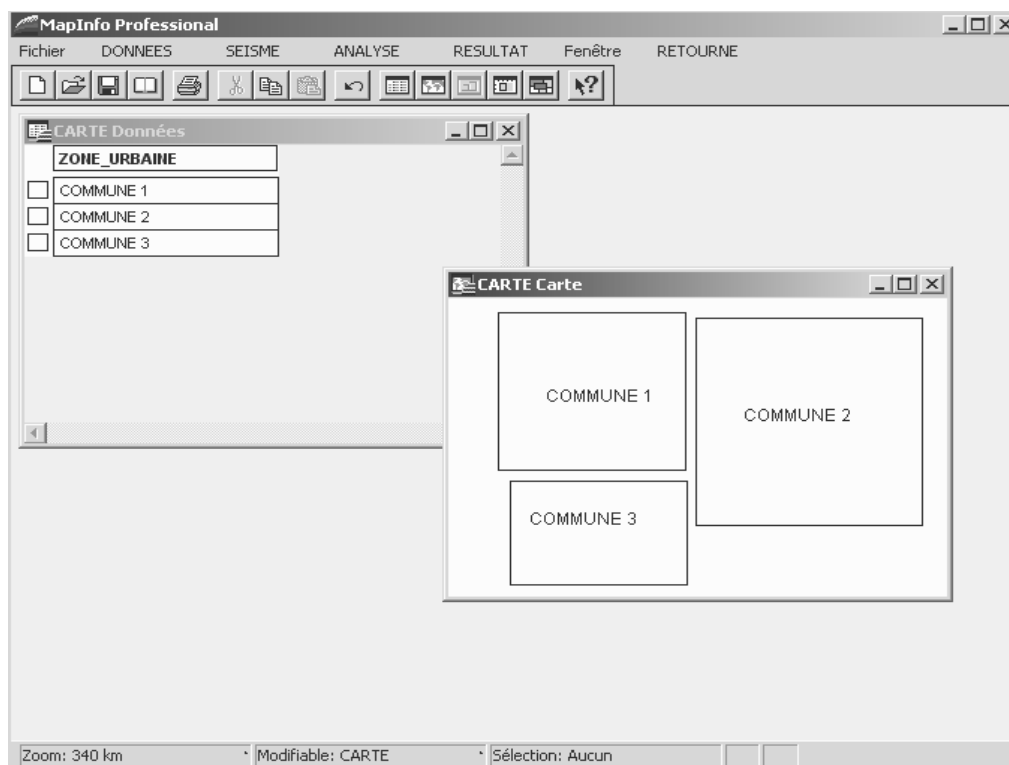 MapInfo Professional
Fichier DONNEES SEISME ANALYSE RESULTAT Fenêtre RETOURNE
CARTE Données
ZONE_URBAINE
COMMUNE 1
COMMUNE 2
COMMUNE 3
CARTE Carte
COMMUNE 1
COMMUNE 2
COMMUNE 3
Zoom: 340 km Modifiable: CARTE Sélection: Aucun